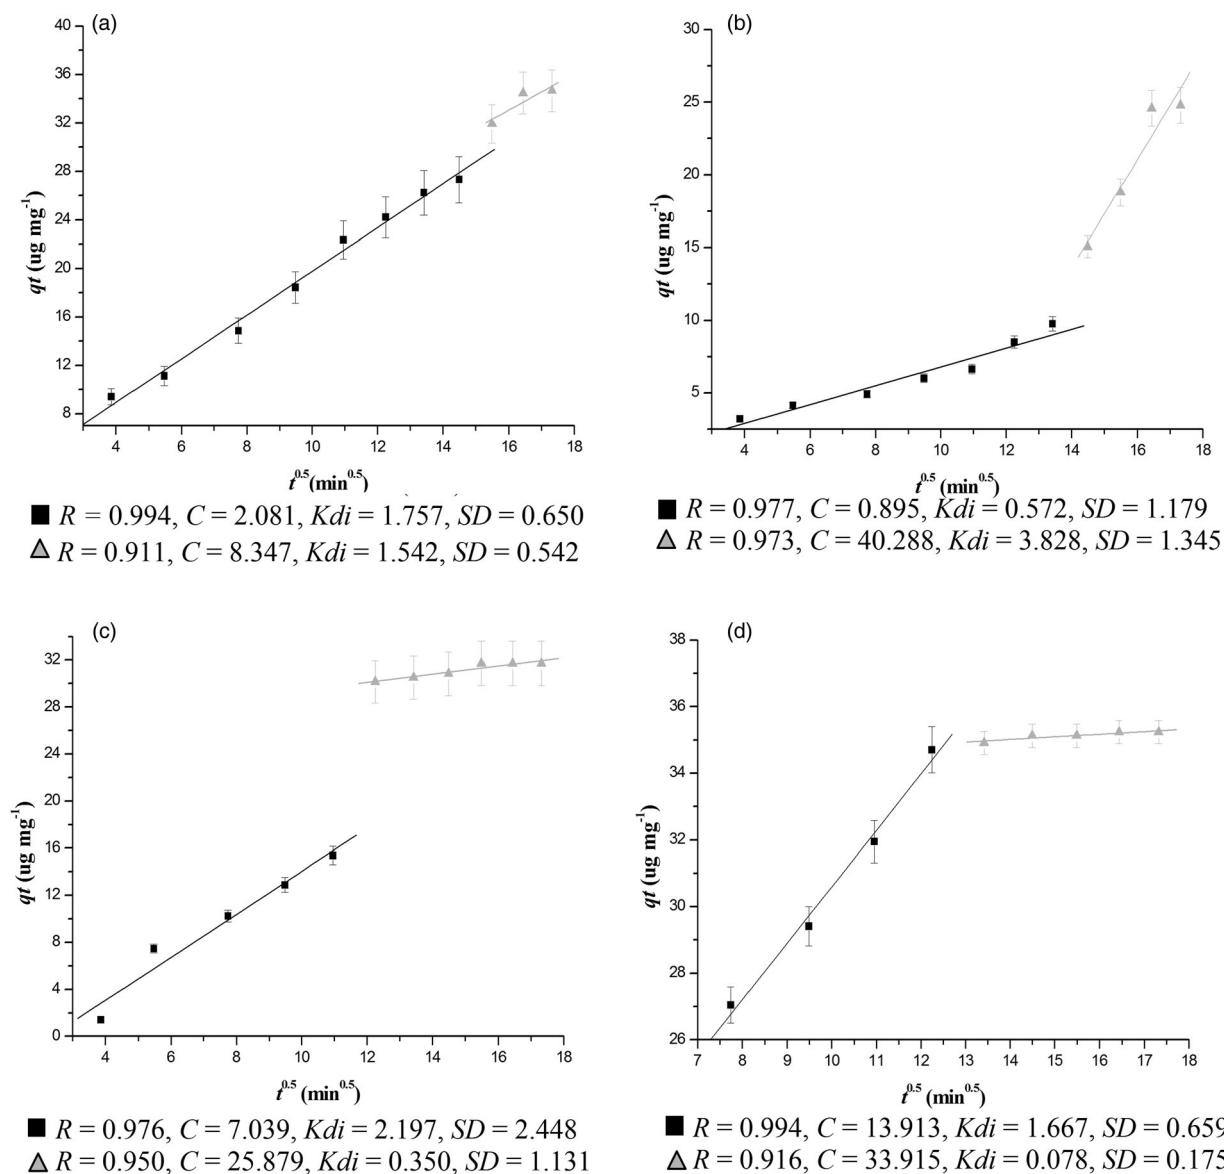 (a)
40
36
32
28
24
20
16
12
8
qt (ug mg-1)
4 6 8 10 12 14 16 18
t0.5 (min0.5)
■ R = 0.994, C = 2.081, Kdi = 1.757, SD = 0.650
▲ R = 0.911, C = 8.347, Kdi = 1.542, SD = 0.542
(b)
30
25
20
15
10
5
qt (ug mg-1)
4 6 8 10 12 14 16 18
t0.5 (min0.5)
■ R = 0.977, C = 0.895, Kdi = 0.572, SD = 1.179
▲ R = 0.973, C = 40.288, Kdi = 3.828, SD = 1.345
(c)
32
28
24
20
16
12
8
4
0
qt (ug mg-1)
4 6 8 10 12 14 16 18
t0.5 (min0.5)
■ R = 0.976, C = 7.039, Kdi = 2.197, SD = 2.448
▲ R = 0.950, C = 25.879, Kdi = 0.350, SD = 1.131
(d)
38
36
34
32
30
28
26
qt (ug mg-1)
7 8 9 10 11 12 13 14 15 16 17 18
t0.5 (min0.5)
■ R = 0.994, C = 13.913, Kdi = 1.667, SD = 0.659
▲ R = 0.916, C = 33.915, Kdi = 0.078, SD = 0.175